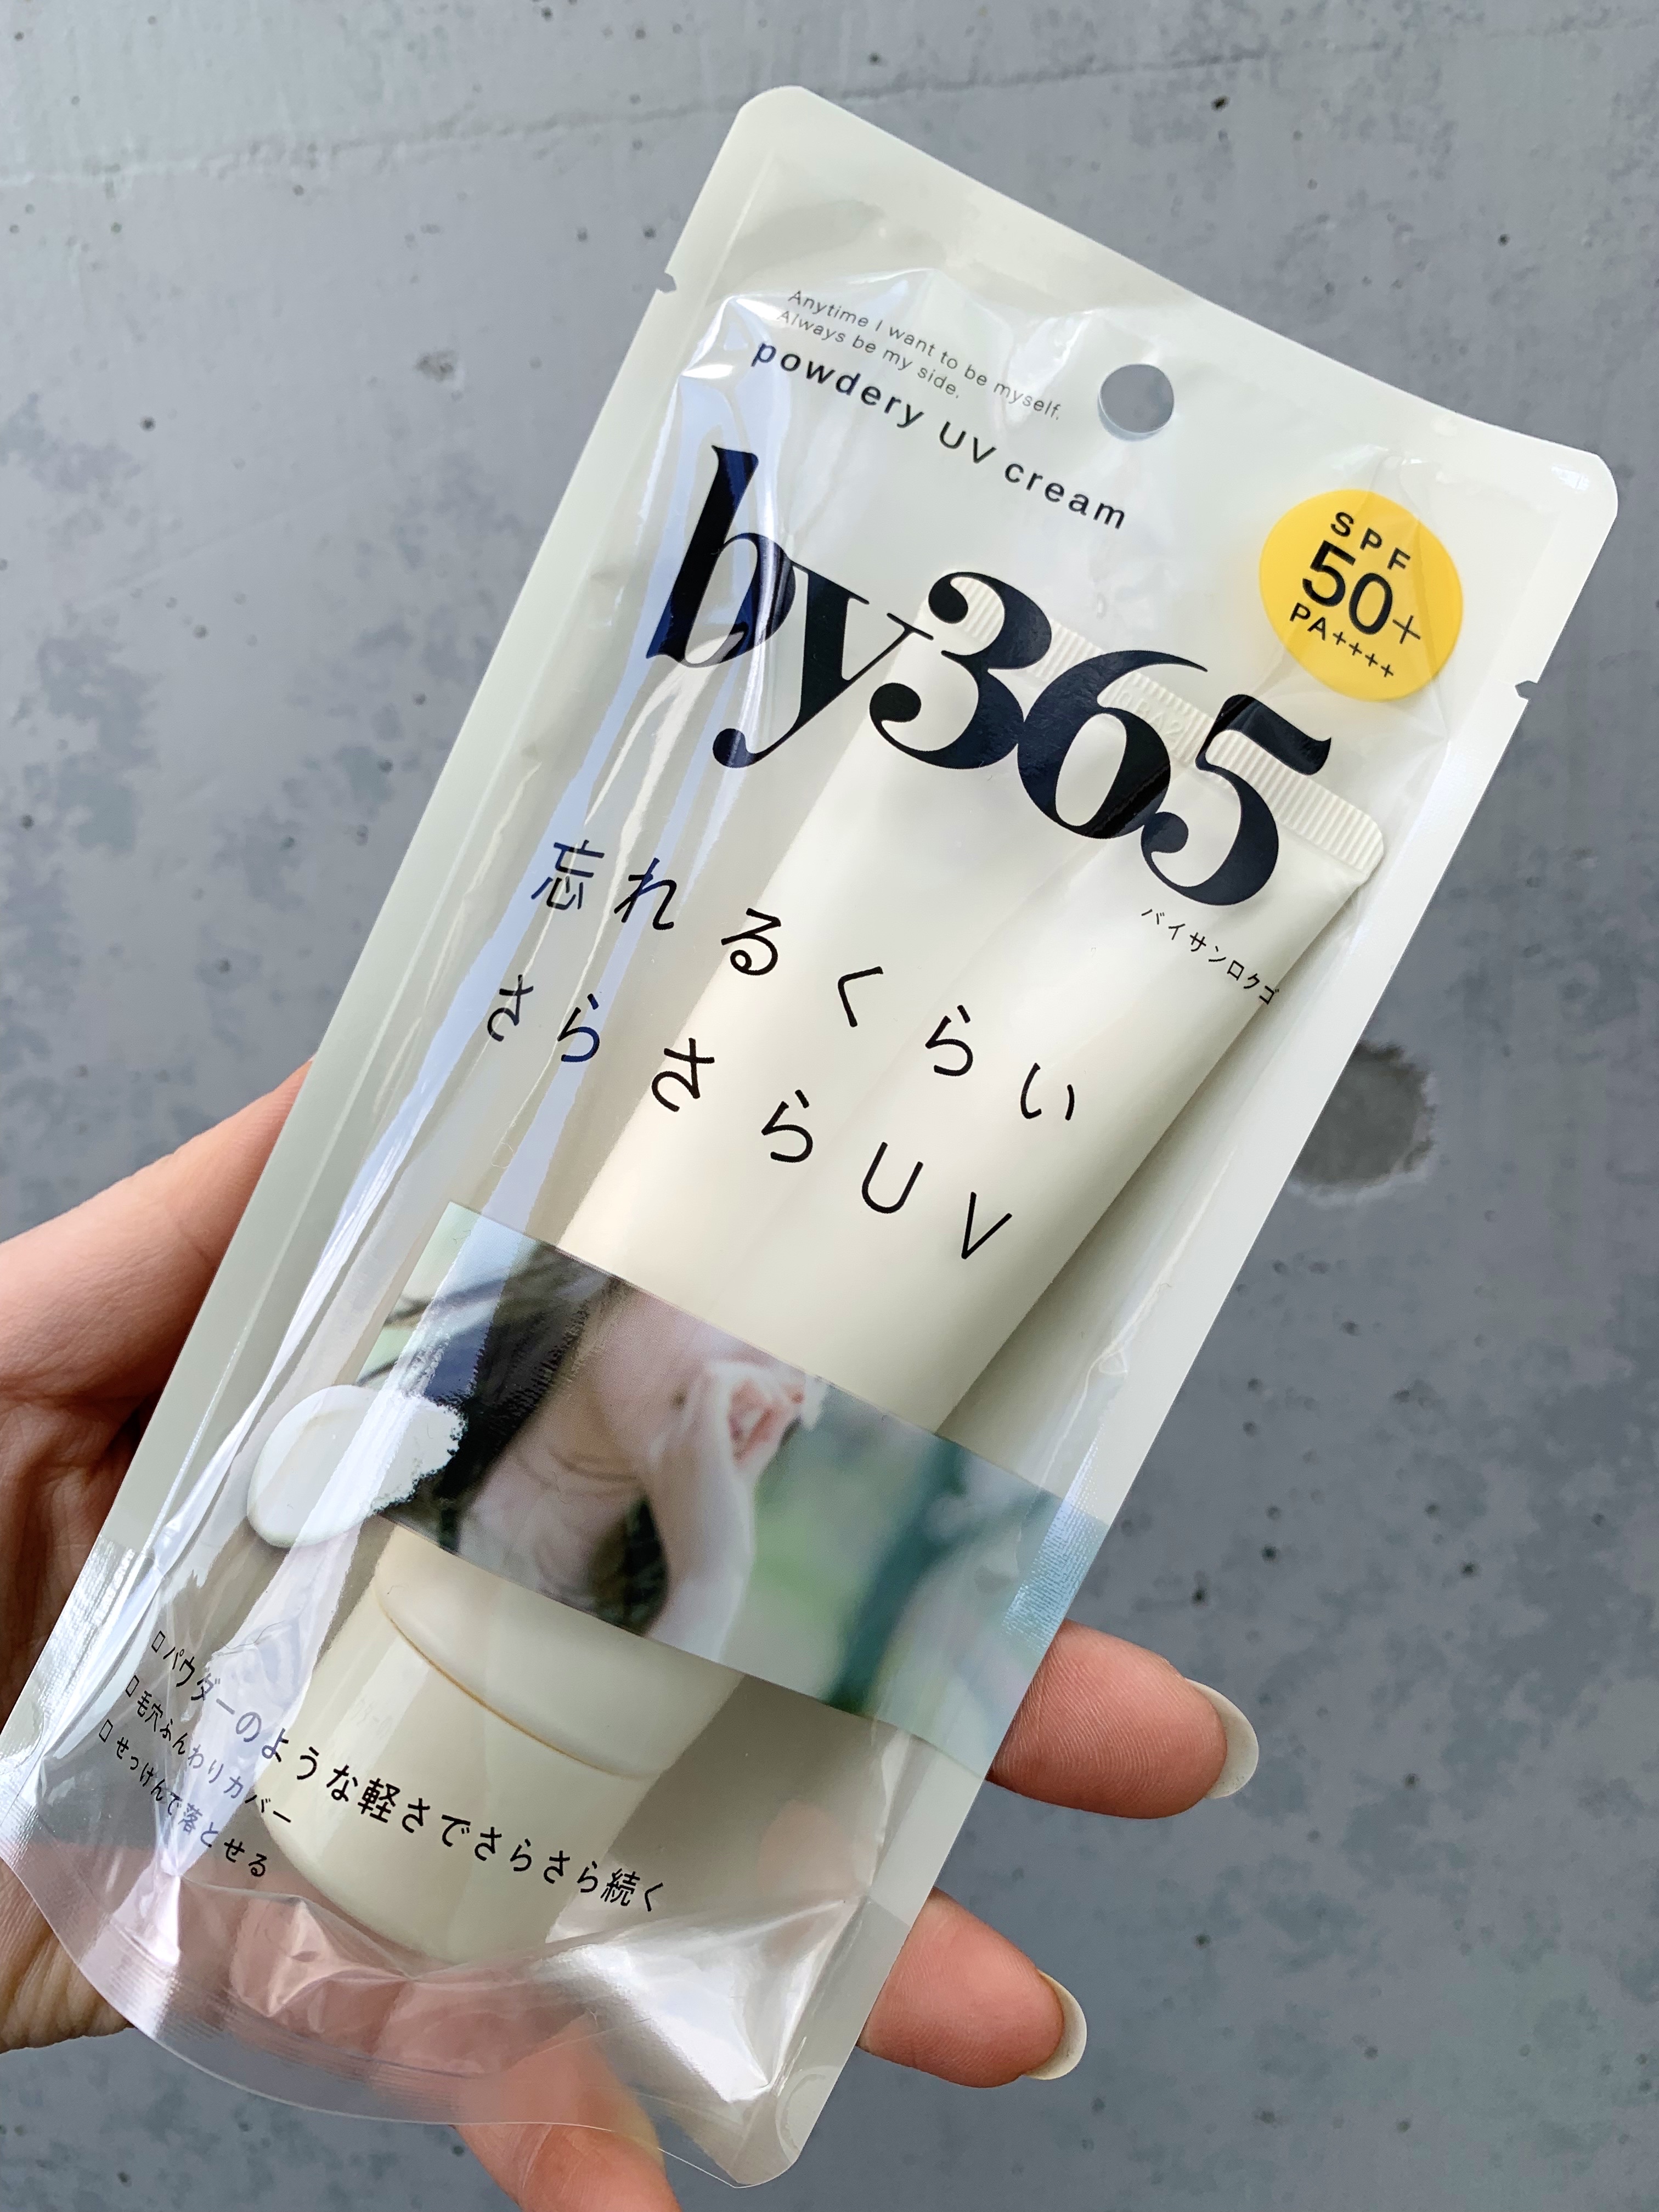 Anytime I want to be myself.
Always be my side.
powdery UV cream
SPF
50+
PA++++
by365
バイサンロクゴ
忘れるくらい
さらさらUV
パウダーのような軽さでさらさら続く
毛穴ふんわりカバー
せっけんで落とせる